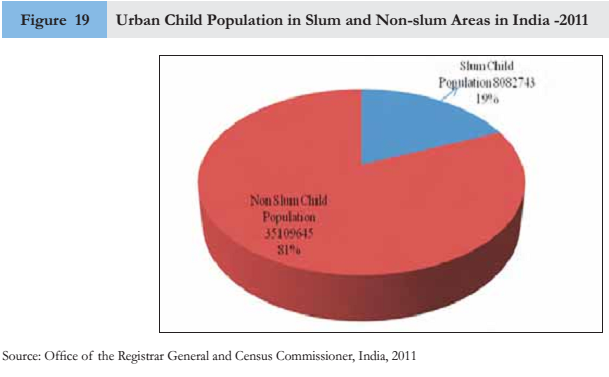 Figure 19
Urban Child Population in Slum and Non-slum Areas in India -2011
Slum Child
Population 8082743
19%
Non Slum Child
Population
35109645
81%
Source: Office of the Registrar General and Census Commissioner, India, 2011